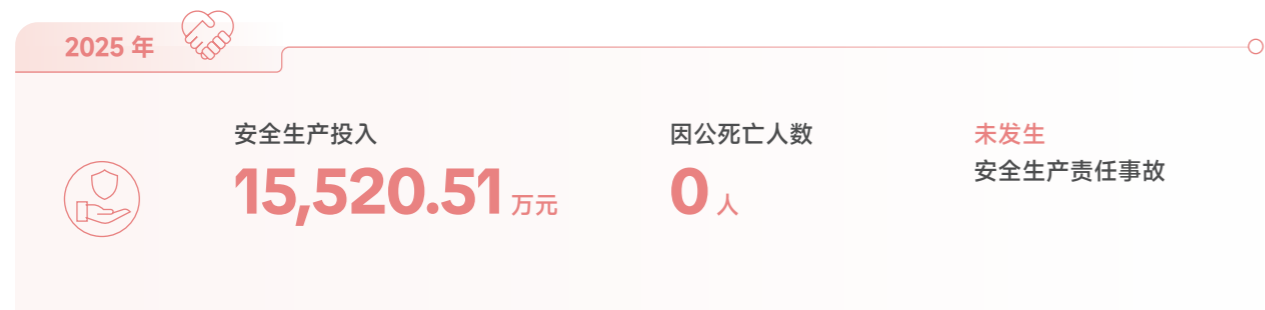 2025 年
安全生产投入
15,520.51 万元
因公死亡人数
0 人
未发生
安全生产责任事故